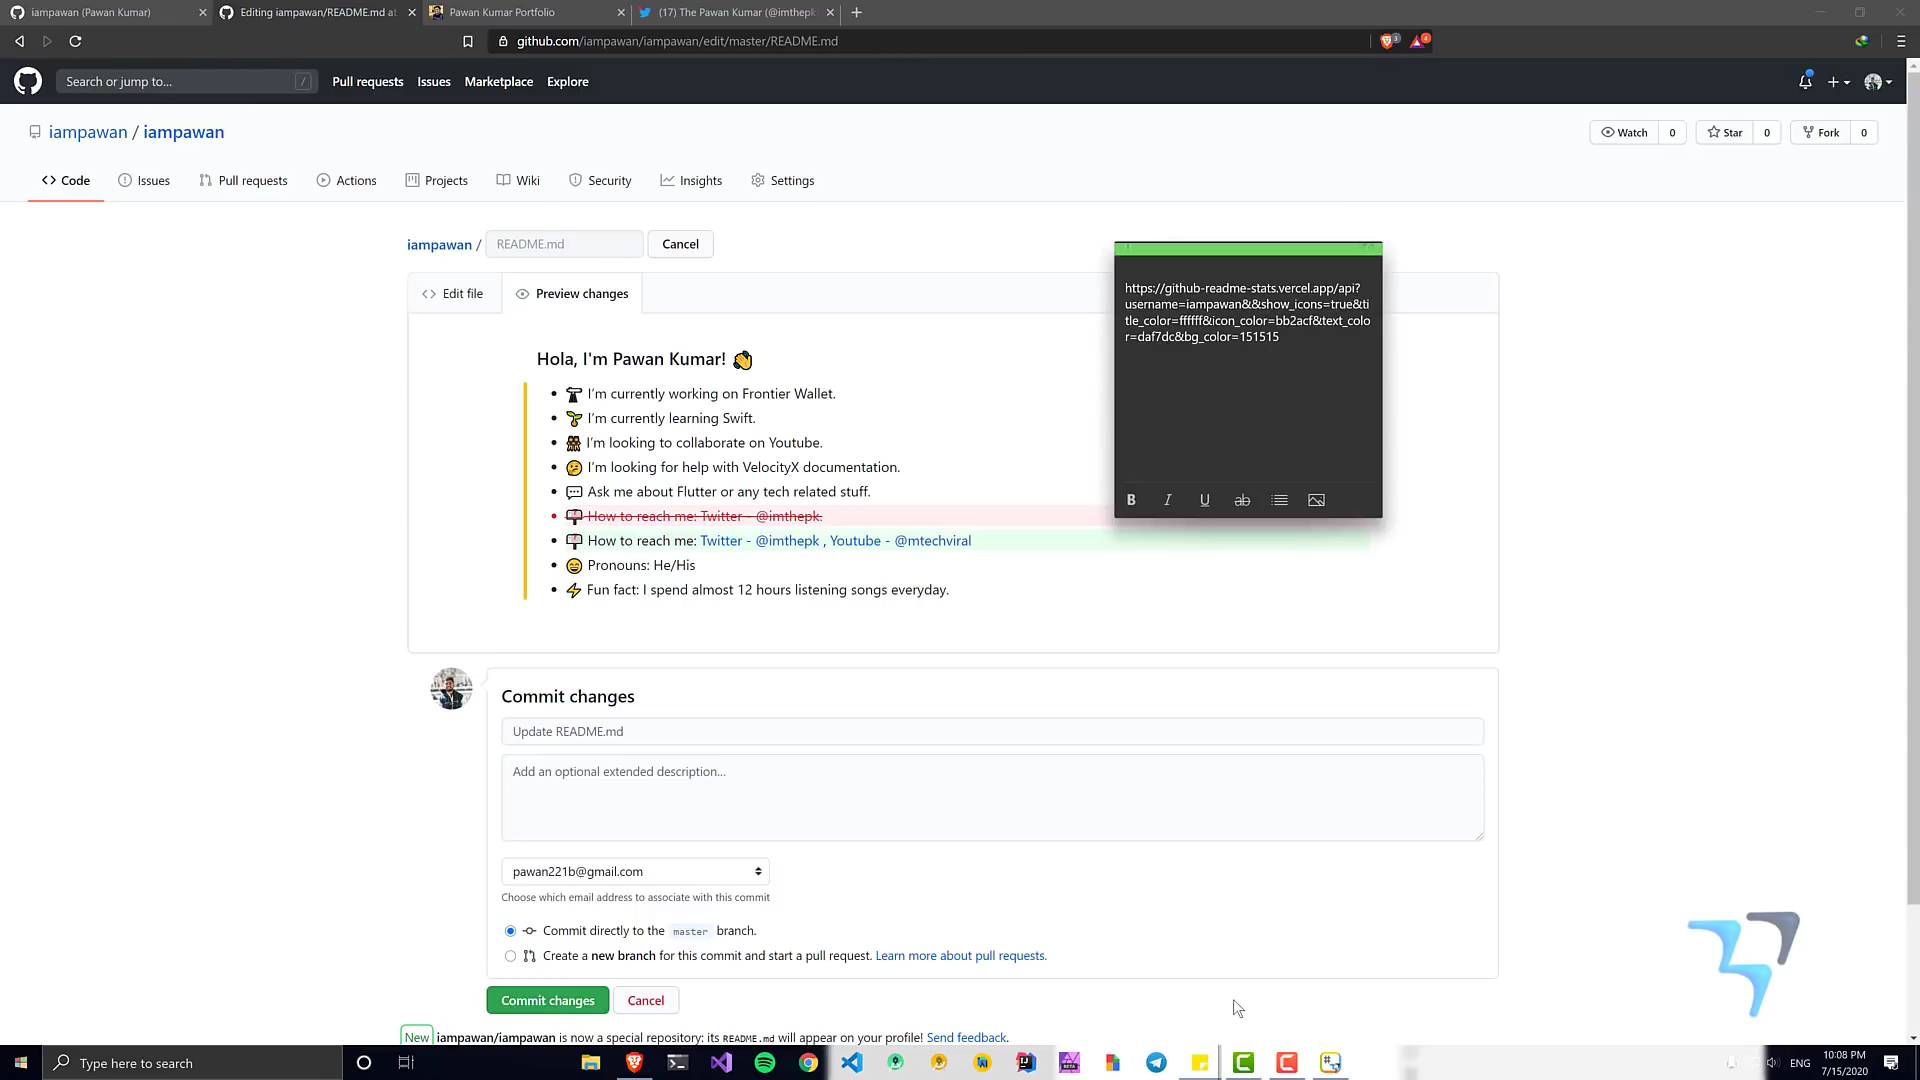 iampawan (Pawan Kumar)
Editing iampawan/README.md at
Pawan Kumar Portfolio
(17) The Pawan Kumar (@imthepk
github.com/iampawan/iampawan/edit/master/README.md
Search or jump to... /
Pull requests Issues Marketplace Explore
iampawan / iampawan
Watch 0 Star 0 Fork 0
Code Issues Pull requests Actions Projects Wiki Security Insights Settings
iampawan / README.md Cancel
Edit file Preview changes
https://github-readme-stats.vercel.app/api?
username=iampawan&&show_icons=true&ti
tle_color=ffffff&icon_color=bb2acf&text_colo
r=daf7dc&bg_color=151515
B I U ab
Hola, I'm Pawan Kumar!
I'm currently working on Frontier Wallet.
I'm currently learning Swift.
I'm looking to collaborate on Youtube.
I'm looking for help with VelocityX documentation.
Ask me about Flutter or any tech related stuff.
How to reach me: Twitter - @imthepk.
How to reach me: Twitter - @imthepk , Youtube - @mtechviral
Pronouns: He/His
Fun fact: I spend almost 12 hours listening songs everyday.
Commit changes
Update README.md
Add an optional extended description...
pawan221b@gmail.com
Choose which email address to associate with this commit
Commit directly to the master branch.
Create a new branch for this commit and start a pull request. Learn more about pull requests.
Commit changes Cancel
New iampawan/iampawan is now a special repository: its README.md will appear on your profile! Send feedback.
Type here to search
ENG
10:08 PM
7/15/2020